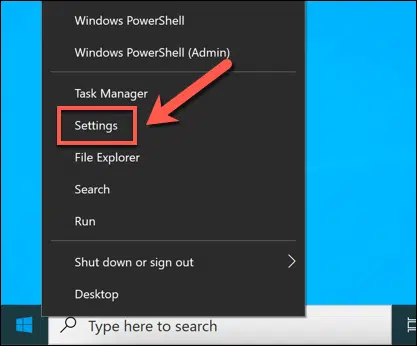 Windows PowerShell
Windows PowerShell (Admin)
Task Manager
Settings
File Explorer
Search
Run
Shut down or sign out
Desktop
Type here to search